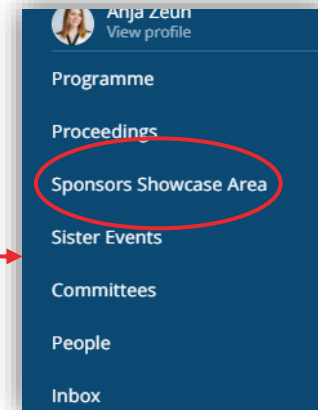 Anja Zeun
View profile
Programme
Proceedings
Sponsors Showcase Area
Sister Events
Committees
People
Inbox